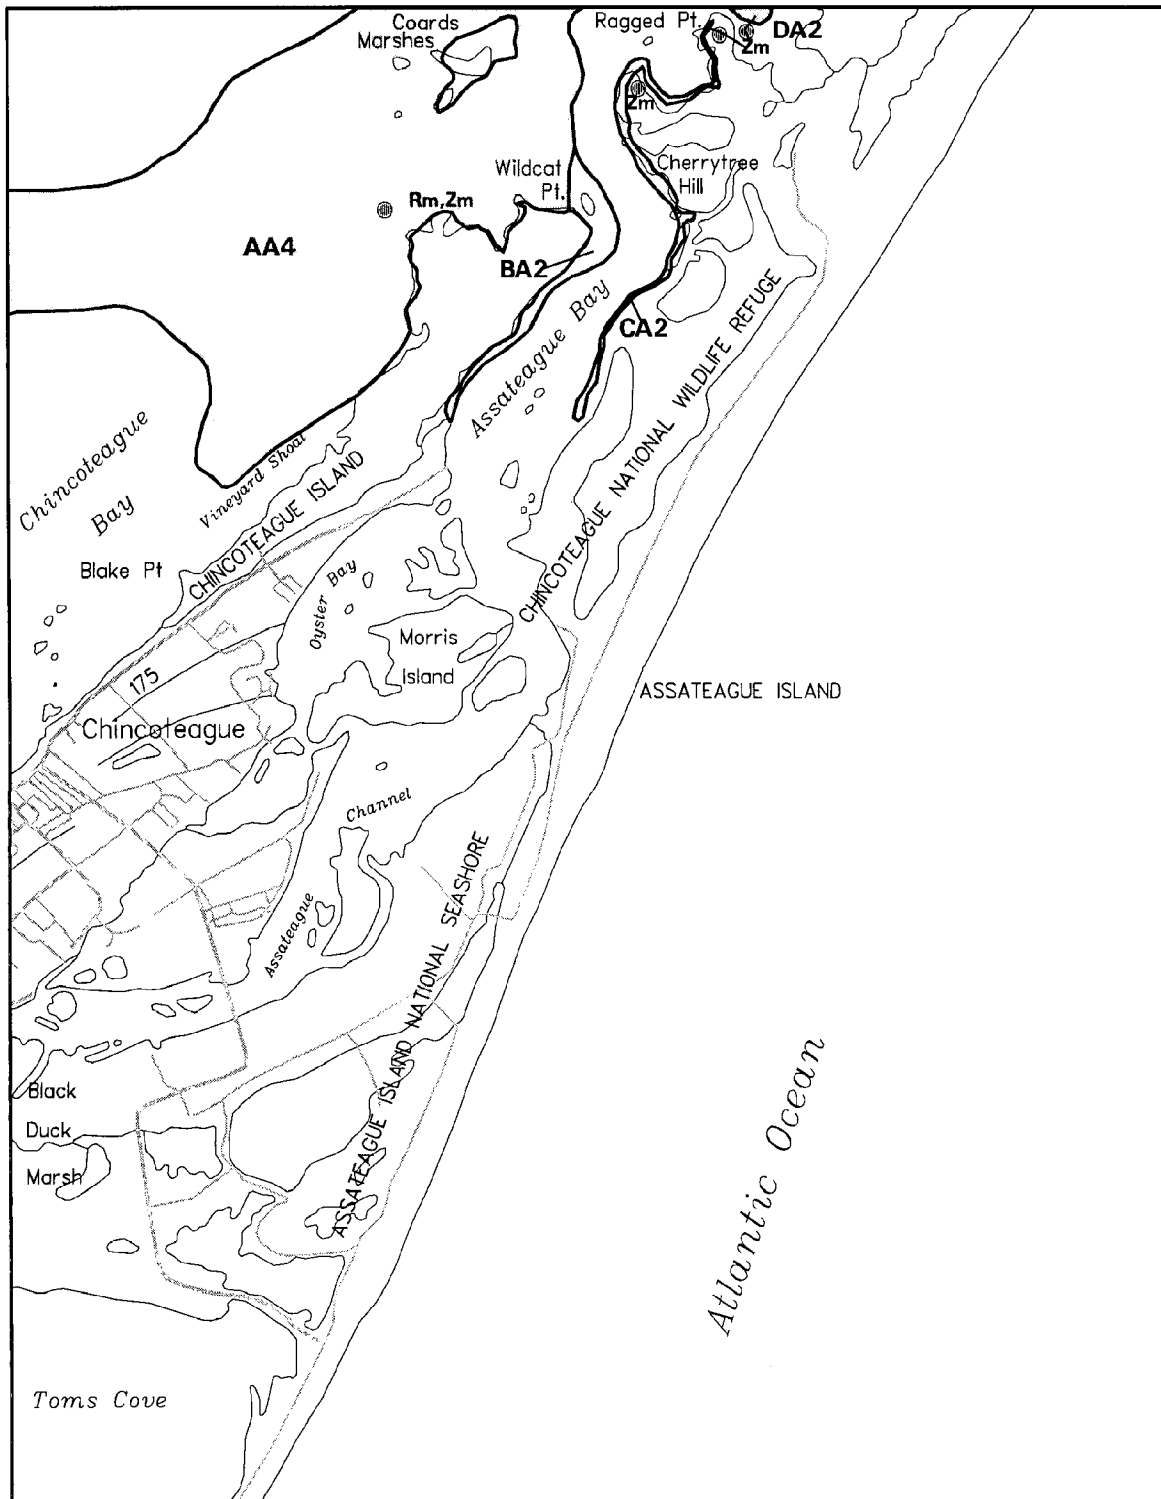 Coards
Marshes
Ragged Pt.
DA2
Zm
Zm
Wildcat
Pt.
Cherrytree
Hill
Rm,Zm
AA4
BA2
CA2
Assateague Bay
CHINCOTEAGUE NATIONAL WILDLIFE REFUGE
Chincoteague
Bay
Vineyard Shoal
CHINCOTEAGUE ISLAND
Blake Pt
Oyster Bay
Morris
Island
175
Chincoteague
ASSATEAGUE ISLAND
Channel
Assateague
ASSATEAGUE ISLAND NATIONAL SEASHORE
Black
Duck
Marsh
Atlantic Ocean
Toms Cove